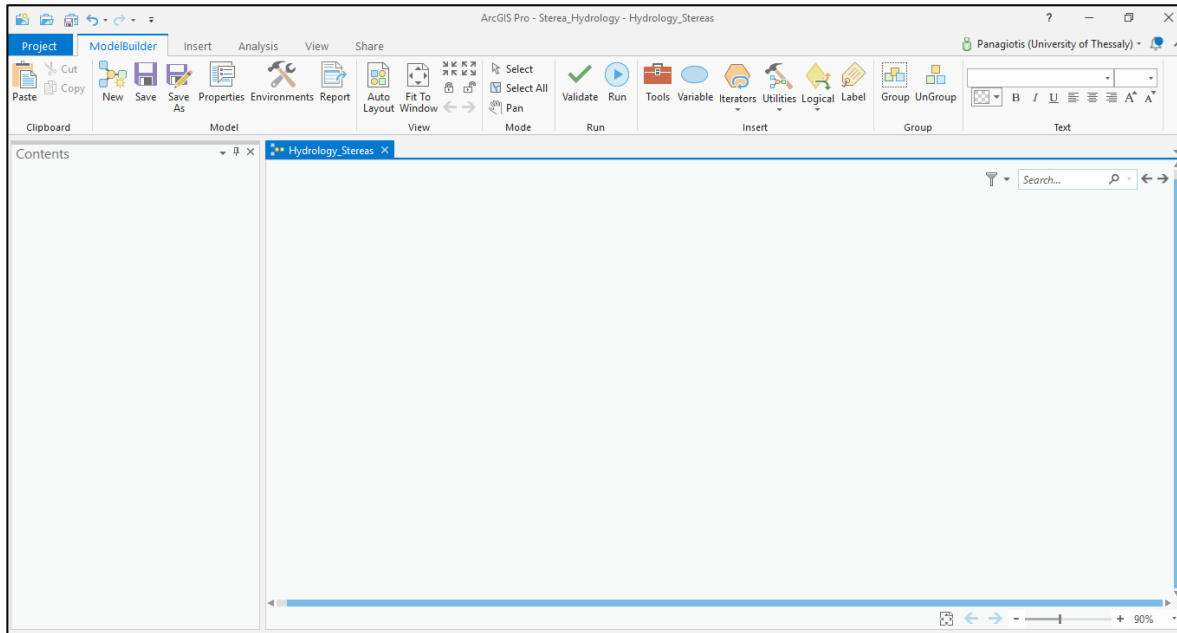 ArcGIS Pro - Sterea_Hydrology - Hydrology_Stereas
?
Project ModelBuilder Insert Analysis View Share
Panagiotis (University of Thessaly)
Paste
Cut
Copy
Clipboard
New
Save
Save As
Properties
Environments
Report
Model
Auto Layout
Fit To Window
View
Select
Select All
Pan
Mode
Validate
Run
Run
Tools
Variable
Iterators
Utilities
Logical
Label
Insert
Group
UnGroup
Group
B I U A A
Text
Contents
Hydrology_Stereas
Search...
90%